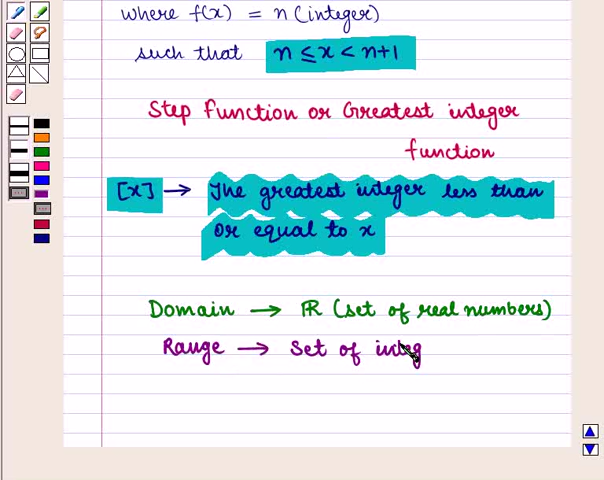 where f(x) = n (integer)
such that n ≤ x < n+1
Step Function or Greatest integer
function
[x] → The greatest integer less than
or equal to x
Domain → ℝ (set of real numbers)
Range → Set of integ